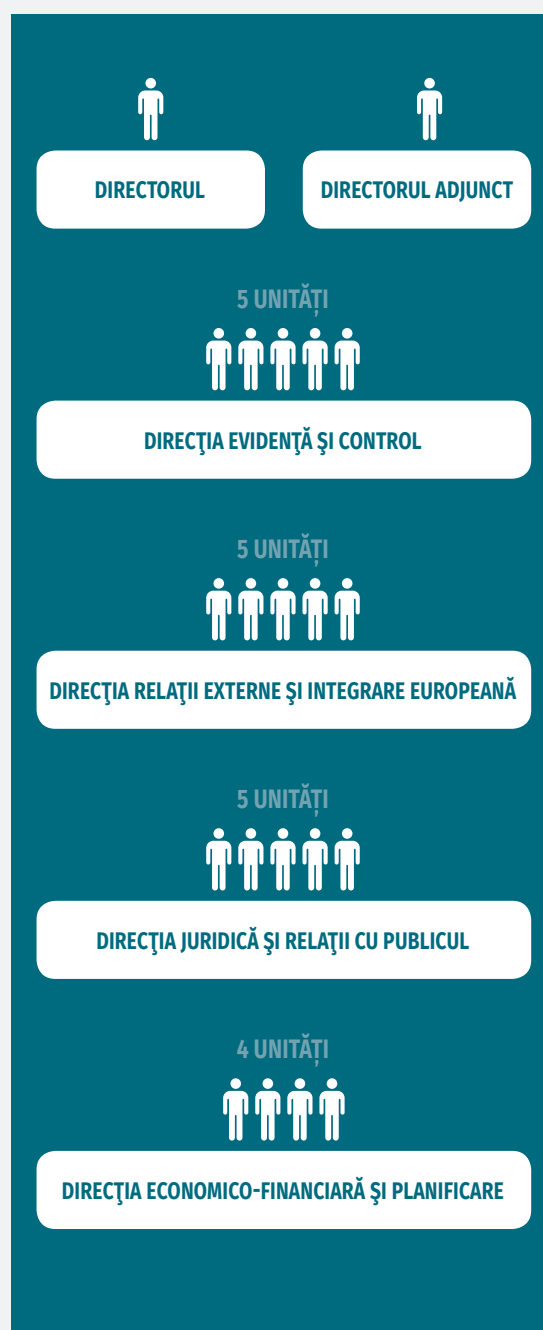 DIRECTORUL
DIRECTORUL ADJUNCT
5 UNITĂȚI
DIRECŢIA EVIDENŢĂ ŞI CONTROL
5 UNITĂȚI
DIRECŢIA RELAŢII EXTERNE ŞI INTEGRARE EUROPEANĂ
5 UNITĂȚI
DIRECŢIA JURIDICĂ ŞI RELAŢII CU PUBLICUL
4 UNITĂȚI
DIRECŢIA ECONOMICO-FINANCIARĂ ŞI PLANIFICARE